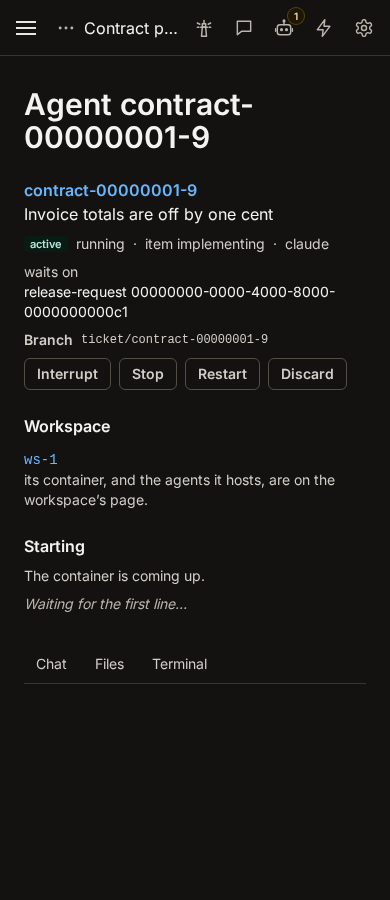 Contract p...
1
Agent contract-
00000001-9
contract-00000001-9
Invoice totals are off by one cent
active running · item implementing · claude
waits on
release-request 00000000-0000-4000-8000-
0000000000c1
Branch ticket/contract-00000001-9
Interrupt Stop Restart Discard
Workspace
ws-1
its container, and the agents it hosts, are on the
workspace’s page.
Starting
The container is coming up.
Waiting for the first line…
Chat Files Terminal